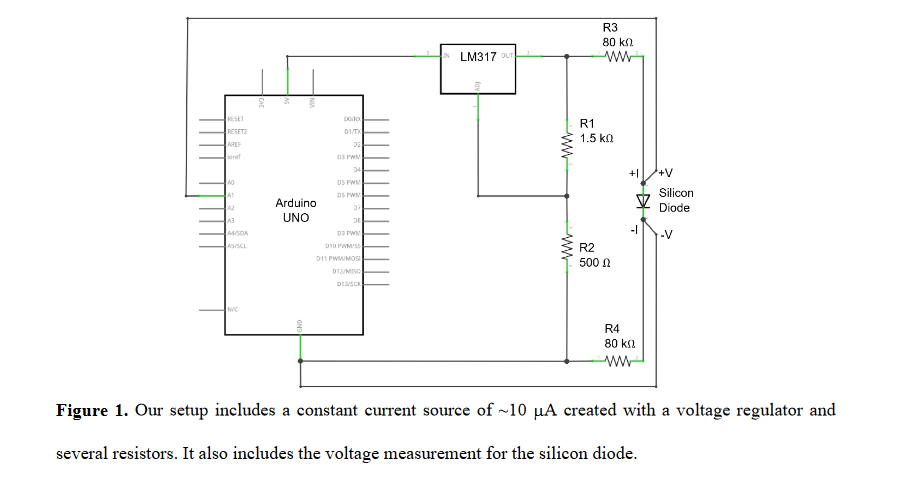 R3
80 kΩ
IN
LM317
OUT
ADJ
3V3
5V
VIN
RESET
RESET2
AREF
ioref
A0
A1
A2
A3
A4/SDA
A5/SCL
N/C
GND
D0/RX
D1/TX
D2
D3 PWM
D4
D5 PWM
D6 PWM
D7
D8
D9 PWM
D10 PWM/SS
D11 PWM/MOSI
D12/MISO
D13/SCK
Arduino
UNO
R1
1.5 kΩ
+I
+V
Silicon
Diode
-I
-V
R2
500 Ω
R4
80 kΩ
Figure 1. Our setup includes a constant current source of ~10 μA created with a voltage regulator and
several resistors. It also includes the voltage measurement for the silicon diode.